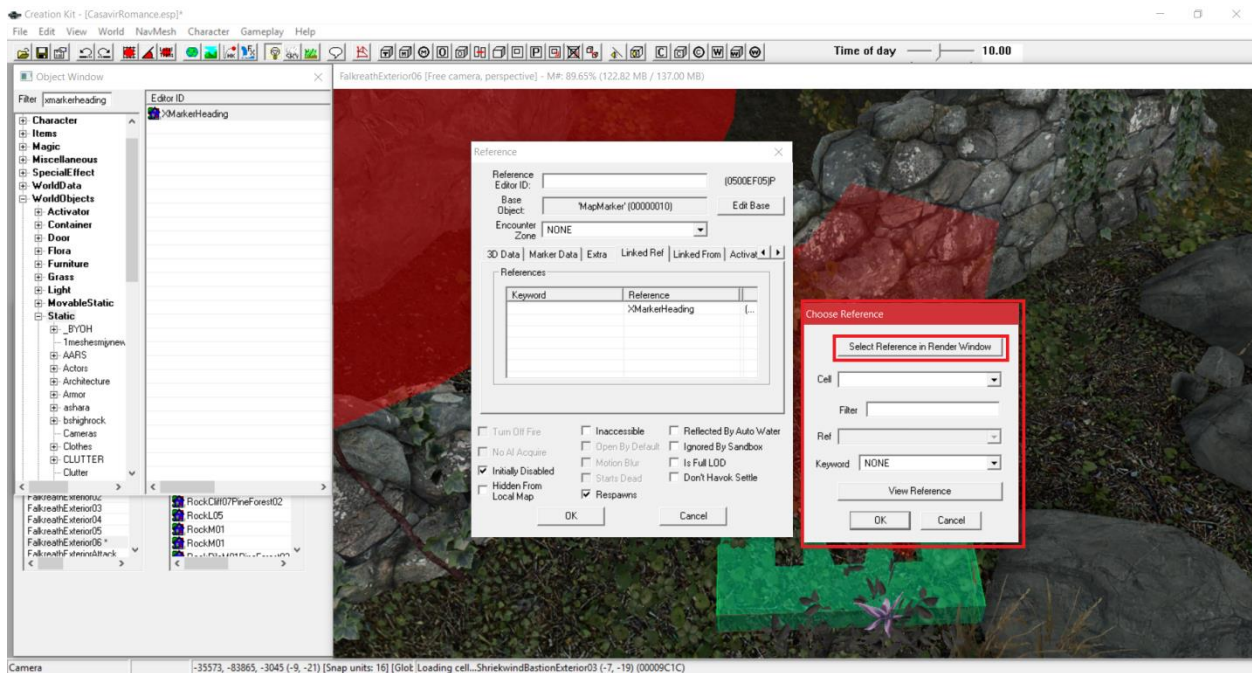 Creation Kit - [CasavirRomance.esp]*
File Edit View World NavMesh Character Gameplay Help
Time of day 10.00
Object Window
Filter xmarkerheading
Editor ID
XMarkerHeading
Character
Items
Magic
Miscellaneous
SpecialEffect
WorldData
WorldObjects
Activator
Container
Door
Flora
Furniture
Grass
Light
MovableStatic
Static
_BYOH
1meshesmjynew
AARS
Actors
Architecture
Armor
ashara
bshighrock
Cameras
Clothes
CLUTTER
Clutter
FalkreathExterior02
FalkreathExterior03
FalkreathExterior04
FalkreathExterior05
FalkreathExterior06 *
FalkreathExteriorAttack
RockCliff07PineForest02
RockL05
RockM01
RockM01
FalkreathExterior06 [Free camera, perspective] - M#: 89.65% (122.82 MB / 137.00 MB)
Reference
Reference Editor ID:
(0500EF05)P
Base Object:
'MapMarker' (00000010)
Edit Base
Encounter Zone
NONE
3D Data Marker Data Extra Linked Ref Linked From Activat
References
Keyword Reference
XMarkerHeading (...
Turn Off Fire
No AI Acquire
Initially Disabled
Hidden From Local Map
Inaccessible
Open By Default
Motion Blur
Starts Dead
Respawns
Reflected By Auto Water
Ignored By Sandbox
Is Full LOD
Don't Havok Settle
OK Cancel
Choose Reference
Select Reference in Render Window
Cell
Filter
Ref
Keyword NONE
View Reference
OK Cancel
Camera
-35573, -83865, -3045 (-9, -21) [Snap units: 16] [Glob
Loading cell...ShriekwindBastionExterior03 (-7, -19) (00009C1C)